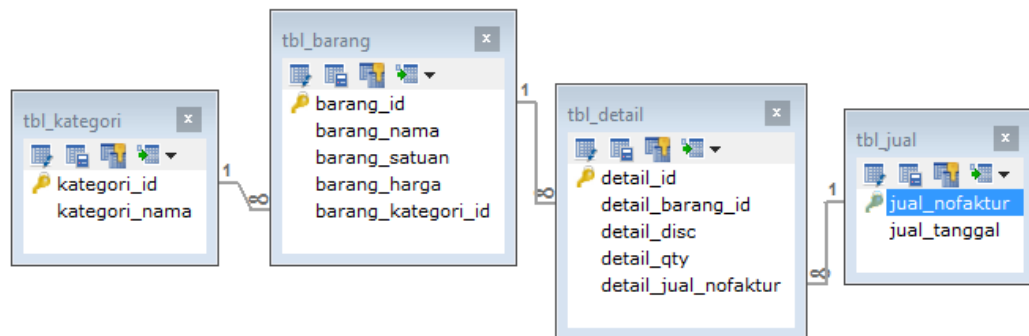 tbl_kategori
kategori_id
kategori_nama
1
∞
tbl_barang
barang_id
barang_nama
barang_satuan
barang_harga
barang_kategori_id
1
∞
tbl_detail
detail_id
detail_barang_id
detail_disc
detail_qty
detail_jual_nofaktur
1
∞
tbl_jual
jual_nofaktur
jual_tanggal